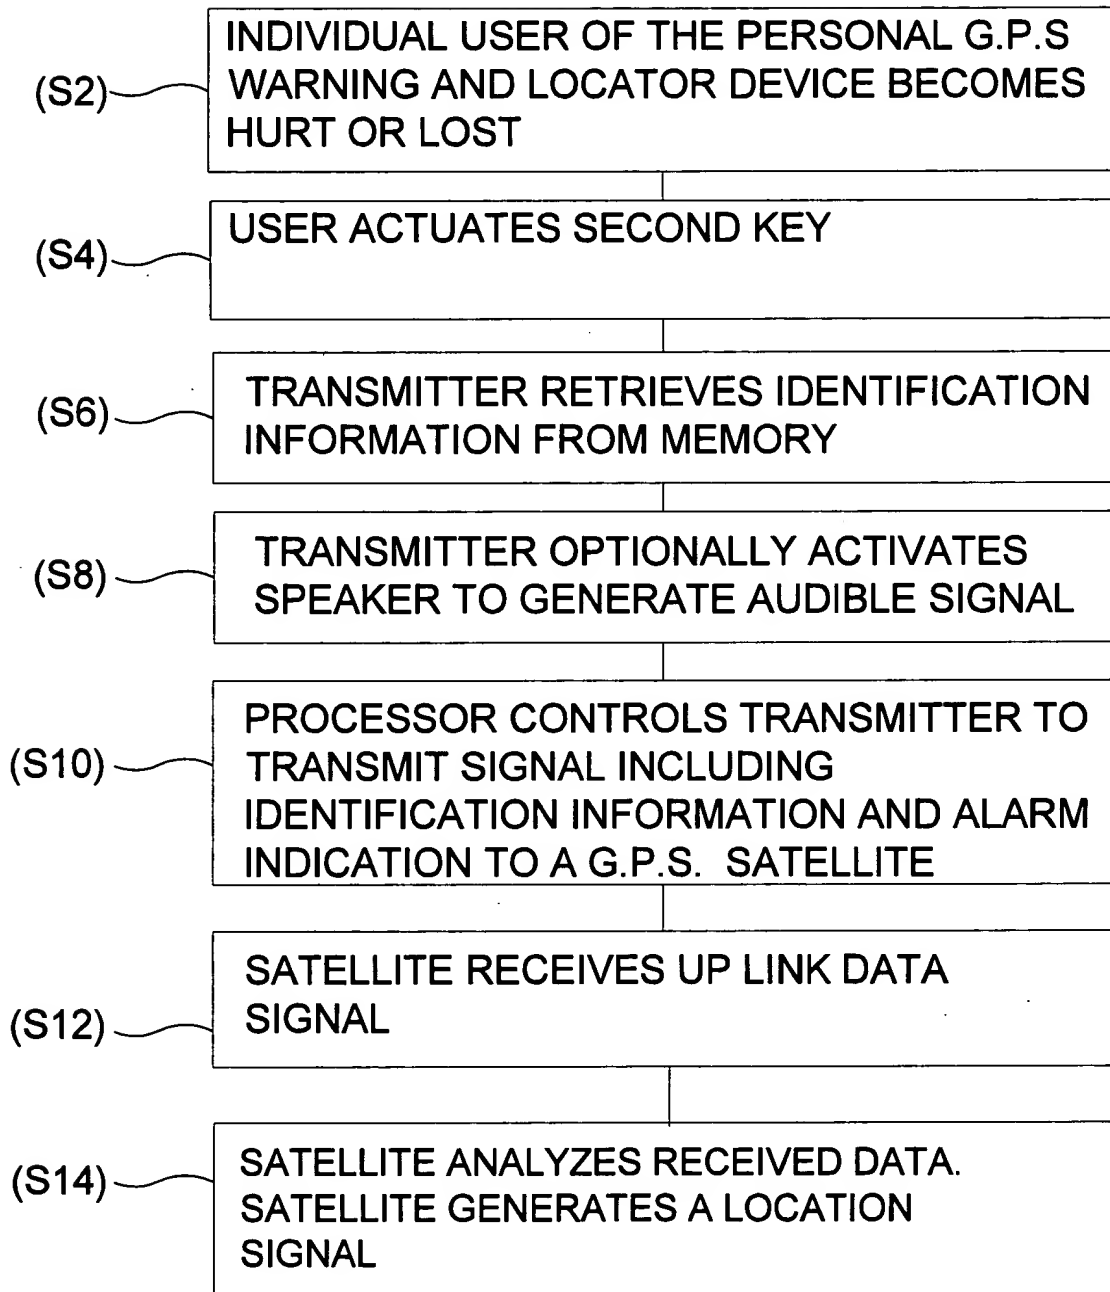 INDIVIDUAL USER OF THE PERSONAL G.P.S
(S2) WARNING AND LOCATOR DEVICE BECOMES
HURT OR LOST
(S4) USER ACTUATES SECOND KEY
(S6) TRANSMITTER RETRIEVES IDENTIFICATION
INFORMATION FROM MEMORY
(S8) TRANSMITTER OPTIONALLY ACTIVATES
SPEAKER TO GENERATE AUDIBLE SIGNAL
PROCESSOR CONTROLS TRANSMITTER TO
(S10) TRANSMIT SIGNAL INCLUDING
IDENTIFICATION INFORMATION AND ALARM
INDICATION TO A G.P.S. SATELLITE
SATELLITE RECEIVES UP LINK DATA
(S12) SIGNAL
(S14) SATELLITE ANALYZES RECEIVED DATA.
SATELLITE GENERATES A LOCATION
SIGNAL